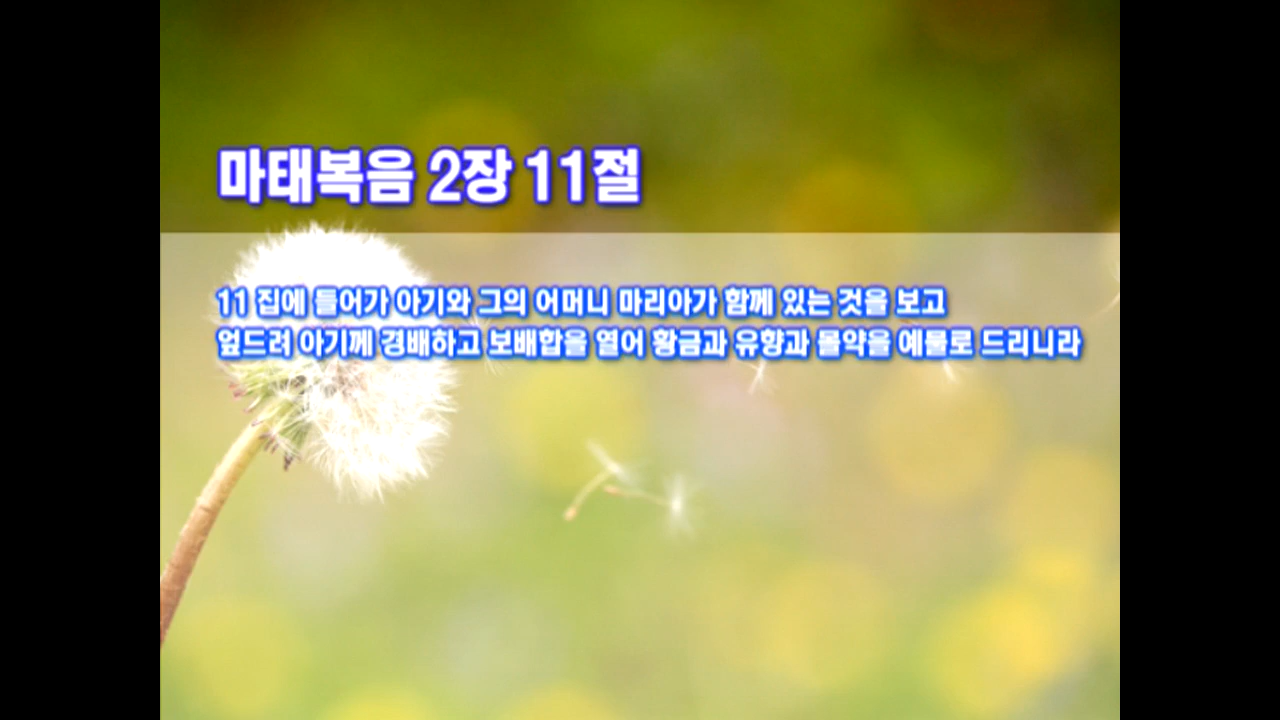 마태복음 2장 11절
11 집에 들어가 아기와 그의 어머니 마리아가 함께 있는 것을 보고
엎드려 아기께 경배하고 보배합을 열어 황금과 유향과 몰약을 예물로 드리니라